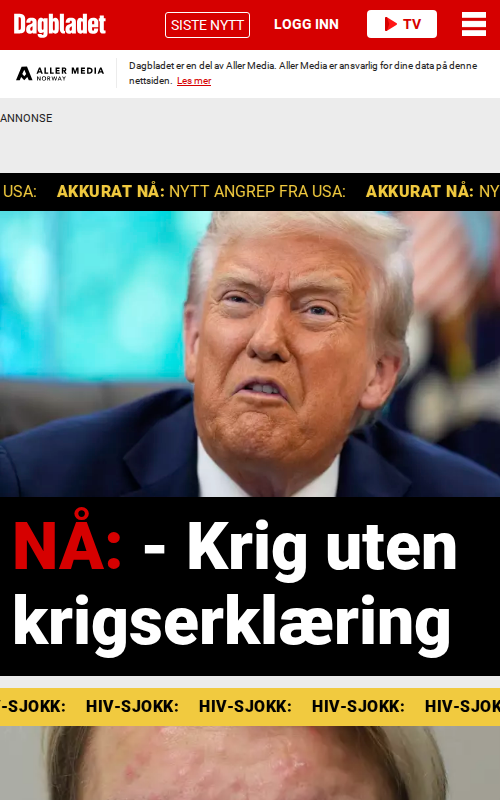 Dagbladet
SISTE NYTT
LOGG INN
TV
ALLER MEDIA
NORWAY
Dagbladet er en del av Aller Media. Aller Media er ansvarlig for dine data på denne
nettsiden. Les mer
ANNONSE
USA: AKKURAT NÅ: NYTT ANGREP FRA USA: AKKURAT NÅ: NY
NÅ: - Krig uten
krigserklæring
-SJOKK: HIV-SJOKK: HIV-SJOKK: HIV-SJOKK: HIV-SJOK